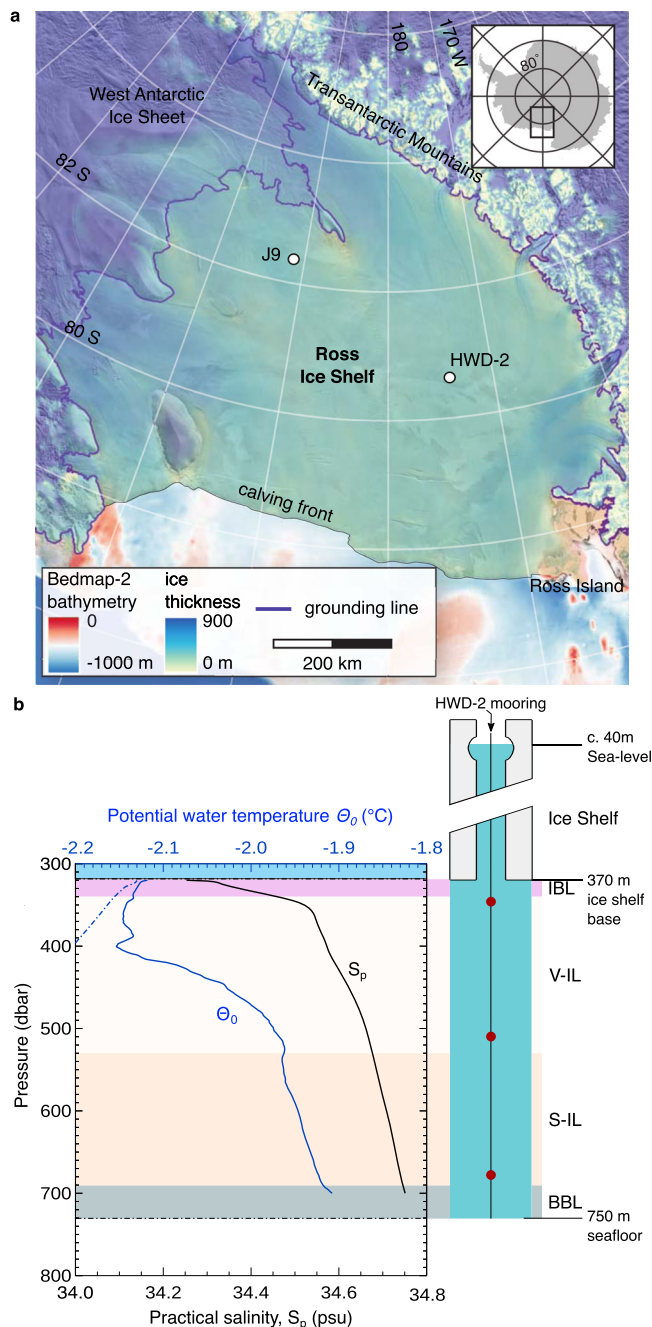 a
180
170 W
80°
West Antarctic
Ice Sheet
Transantarctic Mountains
82 S
J9
80 S
Ross
Ice Shelf
HWD-2
calving front
Ross Island
Bedmap-2
bathymetry
0
-1000 m
ice
thickness
900
0 m
grounding line
200 km
b
HWD-2 mooring
c. 40m
Sea-level
Ice Shelf
Potential water temperature Θ₀ (°C)
-2.2
-2.1
-2.0
-1.9
-1.8
300
400
500
600
700
800
Pressure (dbar)
Sₚ
Θ₀
IBL
370 m
ice shelf
base
V-IL
S-IL
BBL
750 m
seafloor
34.0
34.2
34.4
34.6
34.8
Practical salinity, Sₚ (psu)